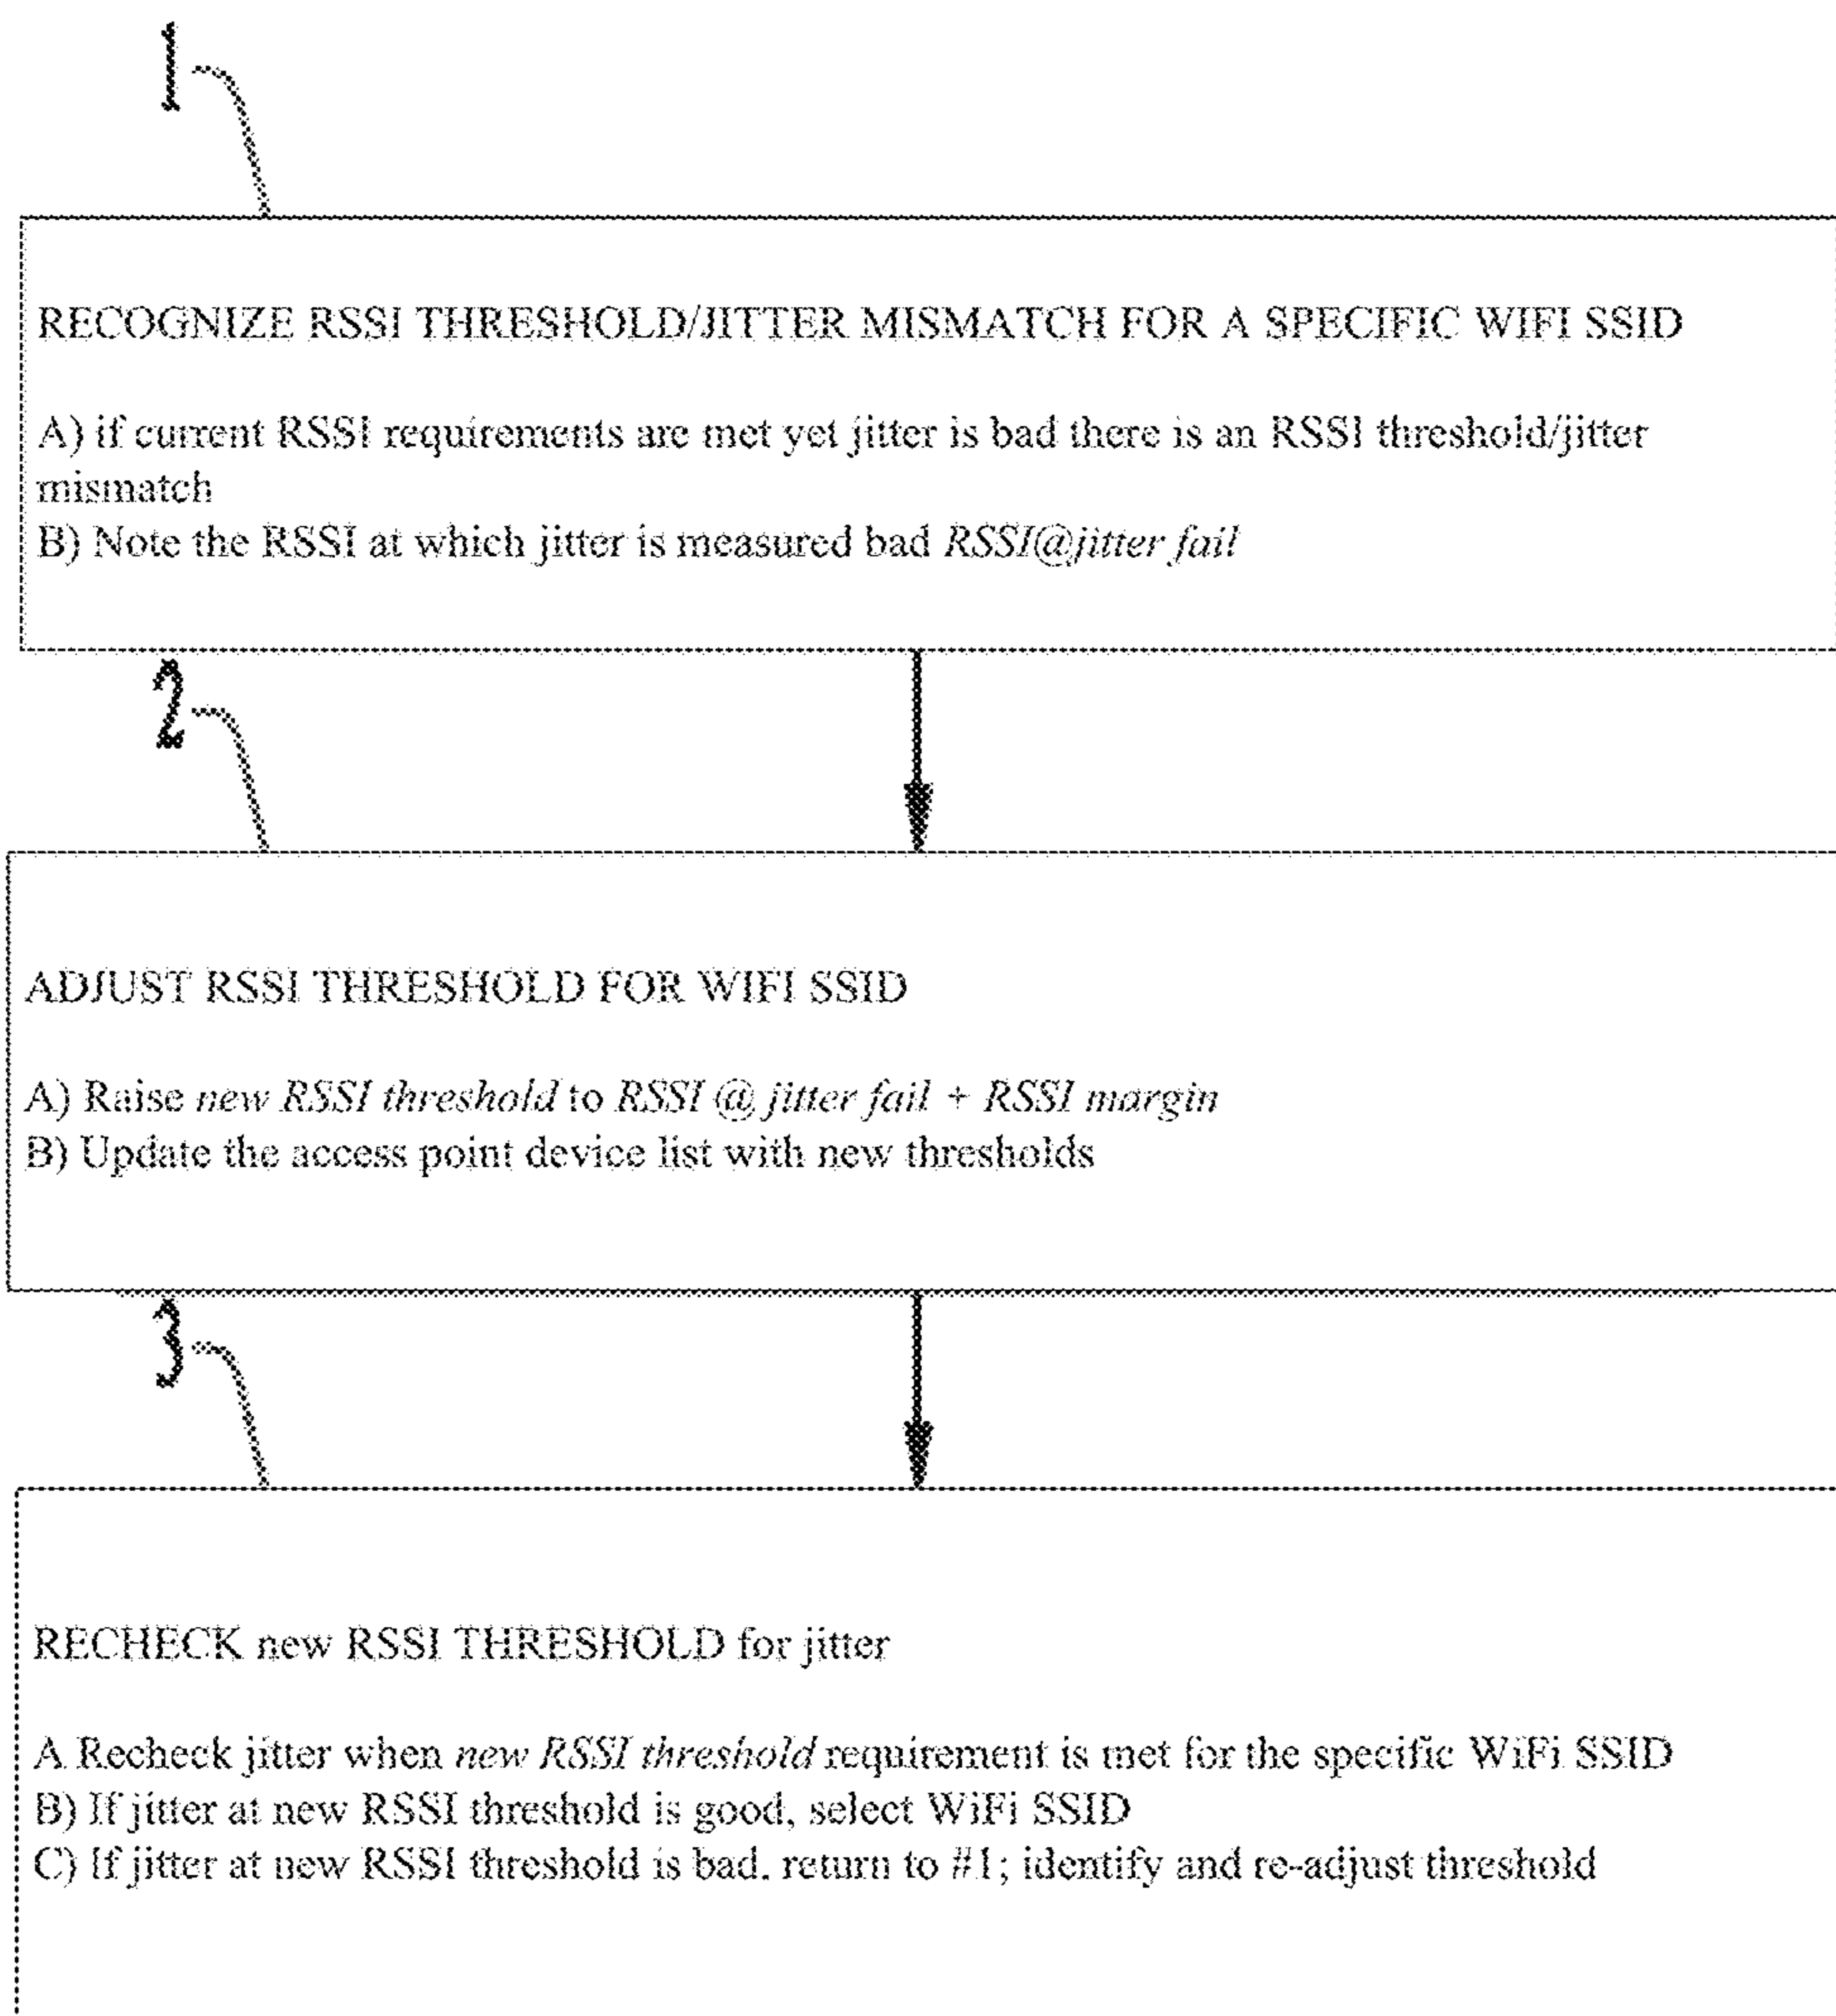 1
RECOGNIZE RSSI THRESHOLD/JITTER MISMATCH FOR A SPECIFIC WIFI SSID
A) if current RSSI requirements are met yet jitter is bad there is an RSSI threshold/jitter
mismatch
B) Note the RSSI at which jitter is measured bad RSSI@jitter fail
2
ADJUST RSSI THRESHOLD FOR WIFI SSID
A) Raise new RSSI threshold to RSSI @ jitter fail + RSSI margin
B) Update the access point device list with new thresholds
3
RECHECK new RSSI THRESHOLD for jitter
A Recheck jitter when new RSSI threshold requirement is met for the specific WiFi SSID
B) If jitter at new RSSI threshold is good, select WiFi SSID
C) If jitter at new RSSI threshold is bad. return to #1; identify and re-adjust threshold